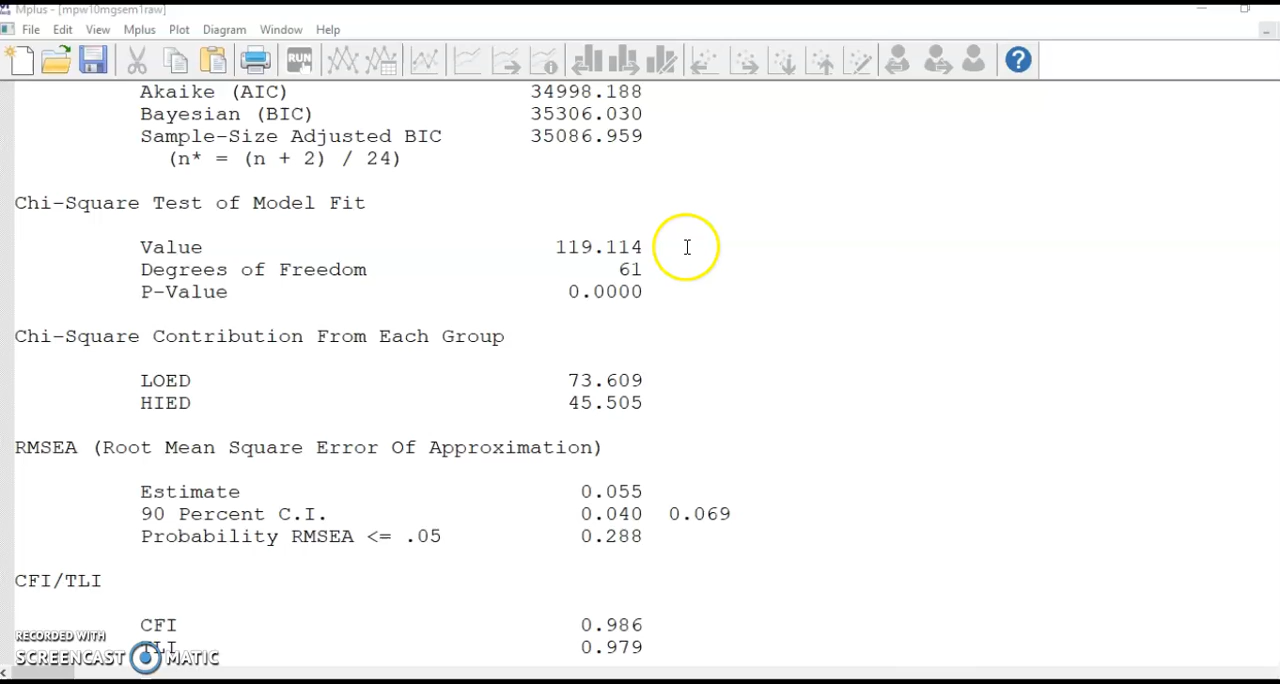 Mplus - [mpw10mgsem1raw]
File Edit View Mplus Plot Diagram Window Help
RUN
Akaike (AIC) 34998.188
Bayesian (BIC) 35306.030
Sample-Size Adjusted BIC 35086.959
(n* = (n + 2) / 24)
Chi-Square Test of Model Fit
Value 119.114
Degrees of Freedom 61
P-Value 0.0000
Chi-Square Contribution From Each Group
LOED 73.609
HIED 45.505
RMSEA (Root Mean Square Error Of Approximation)
Estimate 0.055
90 Percent C.I. 0.040 0.069
Probability RMSEA <= .05 0.288
CFI/TLI
CFI 0.986
TLI 0.979
RECORDED WITH
SCREENCAST MATIC